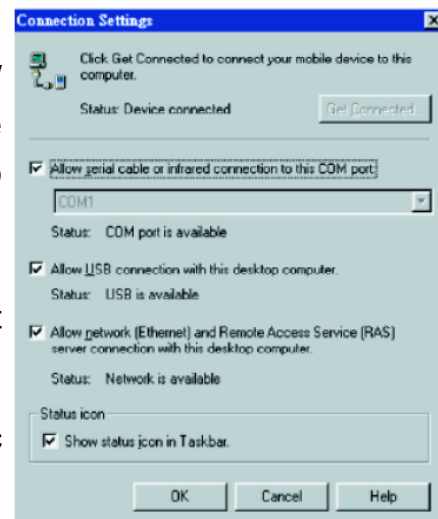 Connection Settings
Click Get Connected to connect your mobile device to this
computer.
Status: Device connected
Get Connected...
Allow serial cable or infrared connection to this COM port:
COM1
Status: COM port is available
Allow USB connection with this desktop computer.
Status: USB is available
Allow network (Ethernet) and Remote Access Service (RAS)
server connection with this desktop computer.
Status: Network is available
Status icon
Show status icon in Taskbar.
OK Cancel Help